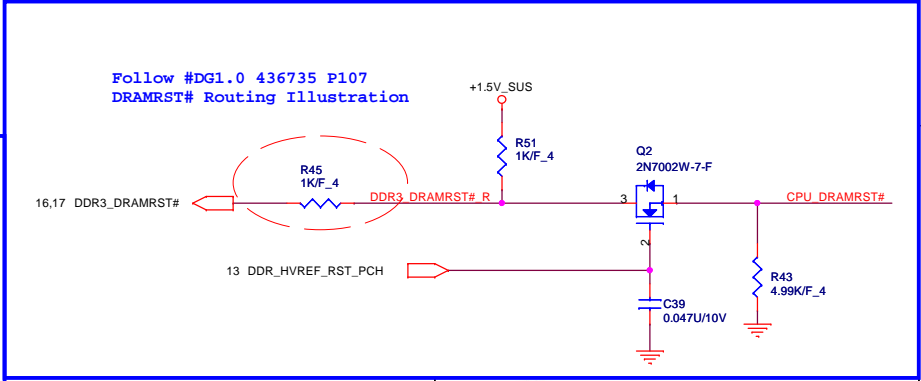 Follow #DG1.0 436735 P107
DRAMRST# Routing Illustration
+1.5V_SUS
R51
1K/F_4
Q2
2N7002W-7-F
R45
1K/F_4
16,17 DDR3_DRAMRST#
DDR3_DRAMRST#_R
3
1
CPU_DRAMRST#
2
13 DDR_HVREF_RST_PCH
R43
4.99K/F_4
C39
0.047U/10V